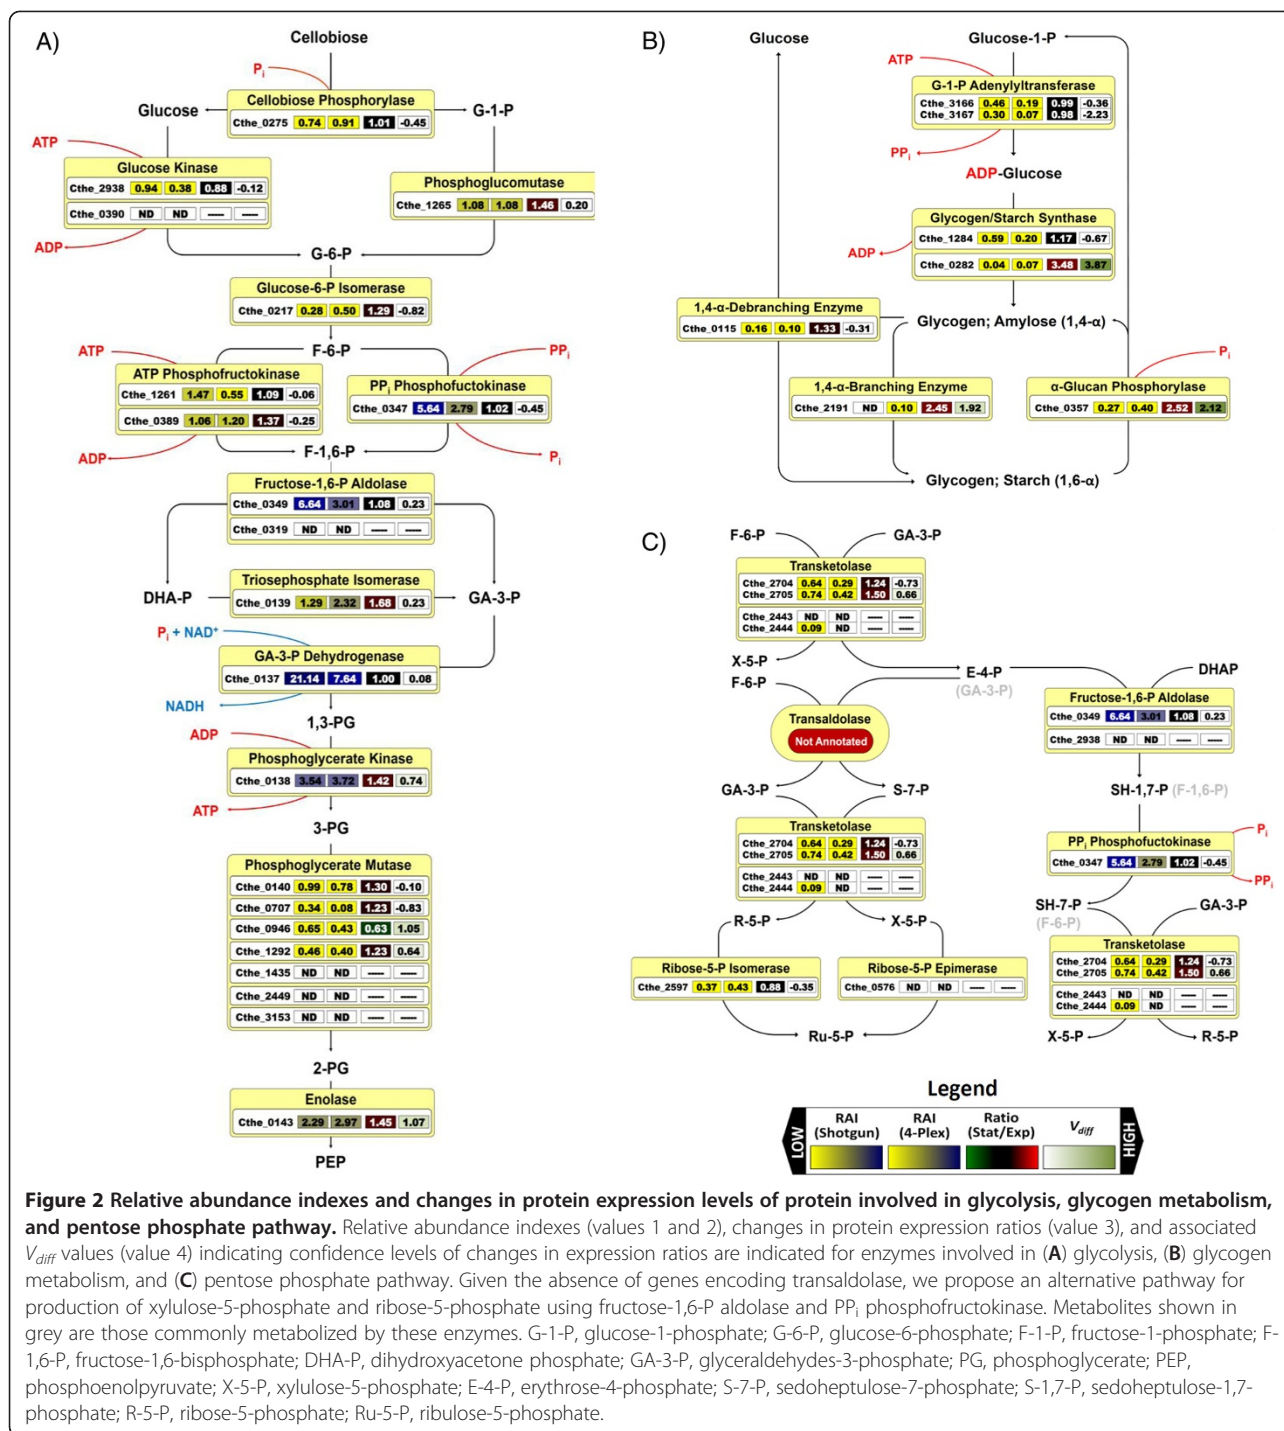 A)
Cellobiose
Pi
Cellobiose Phosphorylase
Cthe_0275 0.74 0.91 1.01 -0.45
Glucose
G-1-P
ATP
Glucose Kinase
Cthe_2938 0.94 0.38 0.88 -0.12
Cthe_0390 ND ND ----- -----
ADP
Phosphoglucomutase
Cthe_1265 1.08 1.08 1.46 0.20
G-6-P
Glucose-6-P Isomerase
Cthe_0217 0.28 0.50 1.29 -0.82
F-6-P
ATP
ATP Phosphofructokinase
Cthe_1261 1.47 0.55 1.09 -0.06
Cthe_0389 1.06 1.20 1.37 -0.25
ADP
PPi
PPi Phosphofuctokinase
Cthe_0347 5.64 2.79 1.02 -0.45
Pi
F-1,6-P
Fructose-1,6-P Aldolase
Cthe_0349 6.64 3.01 1.08 0.23
Cthe_0319 ND ND ----- -----
Triosephosphate Isomerase
DHA-P
Cthe_0139 1.29 2.32 1.68 0.23
GA-3-P
Pi + NAD+
GA-3-P Dehydrogenase
Cthe_0137 21.14 7.64 1.00 0.08
NADH
1,3-PG
ADP
Phosphoglycerate Kinase
Cthe_0138 3.54 3.72 1.42 0.74
ATP
3-PG
Phosphoglycerate Mutase
Cthe_0140 0.99 0.78 1.30 -0.10
Cthe_0707 0.34 0.08 1.23 -0.83
Cthe_0946 0.65 0.43 0.63 1.05
Cthe_1292 0.46 0.40 1.23 0.64
Cthe_1435 ND ND ----- -----
Cthe_2449 ND ND ----- -----
Cthe_3153 ND ND ----- -----
2-PG
Enolase
Cthe_0143 2.29 2.97 1.45 1.07
PEP
B)
Glucose
Glucose-1-P
ATP
G-1-P Adenylyltransferase
Cthe_3166 0.46 0.19 0.99 -0.36
Cthe_3167 0.30 0.07 0.98 -2.23
PPi
ADP-Glucose
Glycogen/Starch Synthase
Cthe_1284 0.59 0.20 1.17 -0.67
Cthe_0282 0.04 0.07 3.48 3.87
ADP
1,4-α-Debranching Enzyme
Cthe_0115 0.16 0.10 1.33 -0.31
Glycogen; Amylose (1,4-α)
Pi
1,4-α-Branching Enzyme
Cthe_2191 ND 0.10 2.45 1.92
α-Glucan Phosphorylase
Cthe_0357 0.27 0.40 2.52 2.12
Glycogen; Starch (1,6-α)
C)
F-6-P
GA-3-P
Transketolase
Cthe_2704 0.64 0.29 1.24 -0.73
Cthe_2705 0.74 0.42 1.50 0.66
Cthe_2443 ND ND ----- -----
Cthe_2444 0.09 ND ----- -----
X-5-P
F-6-P
E-4-P
(GA-3-P)
DHAP
Transaldolase
Not Annotated
Fructose-1,6-P Aldolase
Cthe_0349 6.64 3.01 1.08 0.23
Cthe_2938 ND ND ----- -----
GA-3-P
S-7-P
SH-1,7-P (F-1,6-P)
Transketolase
Cthe_2704 0.64 0.29 1.24 -0.73
Cthe_2705 0.74 0.42 1.50 0.66
Cthe_2443 ND ND ----- -----
Cthe_2444 0.09 ND ----- -----
Pi
PPi Phosphofuctokinase
Cthe_0347 5.64 2.79 1.02 -0.45
PPi
SH-7-P
(F-6-P)
GA-3-P
R-5-P
X-5-P
Transketolase
Cthe_2704 0.64 0.29 1.24 -0.73
Cthe_2705 0.74 0.42 1.50 0.66
Cthe_2443 ND ND ----- -----
Cthe_2444 0.09 ND ----- -----
Ribose-5-P Isomerase
Cthe_2597 0.37 0.43 0.88 -0.35
Ribose-5-P Epimerase
Cthe_0576 ND ND ----- -----
Ru-5-P
X-5-P
R-5-P
Legend
LOW
RAI (Shotgun)
RAI (4-Plex)
Ratio (Stat/Exp)
Vdiff
HIGH
Figure 2 Relative abundance indexes and changes in protein expression levels of protein involved in glycolysis, glycogen metabolism,
and pentose phosphate pathway. Relative abundance indexes (values 1 and 2), changes in protein expression ratios (value 3), and associated
Vdiff values (value 4) indicating confidence levels of changes in expression ratios are indicated for enzymes involved in (A) glycolysis, (B) glycogen
metabolism, and (C) pentose phosphate pathway. Given the absence of genes encoding transaldolase, we propose an alternative pathway for
production of xylulose-5-phosphate and ribose-5-phosphate using fructose-1,6-P aldolase and PPi phosphofructokinase. Metabolites shown in
grey are those commonly metabolized by these enzymes. G-1-P, glucose-1-phosphate; G-6-P, glucose-6-phosphate; F-1-P, fructose-1-phosphate; F-
1,6-P, fructose-1,6-bisphosphate; DHA-P, dihydroxyacetone phosphate; GA-3-P, glyceraldehydes-3-phosphate; PG, phosphoglycerate; PEP,
phosphoenolpyruvate; X-5-P, xylulose-5-phosphate; E-4-P, erythrose-4-phosphate; S-7-P, sedoheptulose-7-phosphate; S-1,7-P, sedoheptulose-1,7-
phosphate; R-5-P, ribose-5-phosphate; Ru-5-P, ribulose-5-phosphate.